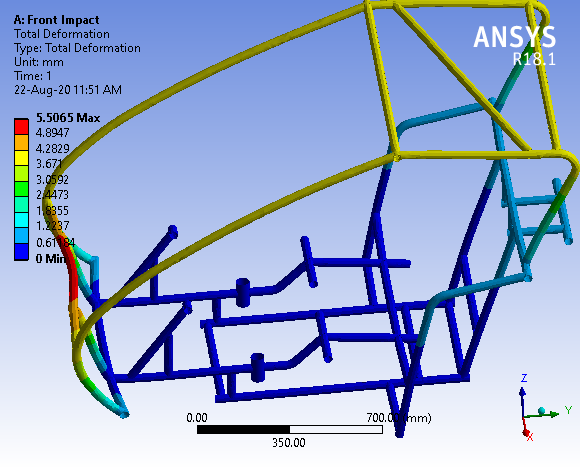 A: Front Impact
Total Deformation
Type: Total Deformation
Unit: mm
Time: 1
22-Aug-20 11:51 AM
ANSYS
R18.1
5.5065 Max
4.8947
4.2829
3.671
3.0592
2.4473
1.8355
1.2237
0.61184
0 Min
0.00
700.00 (mm)
350.00
Z
Y
X